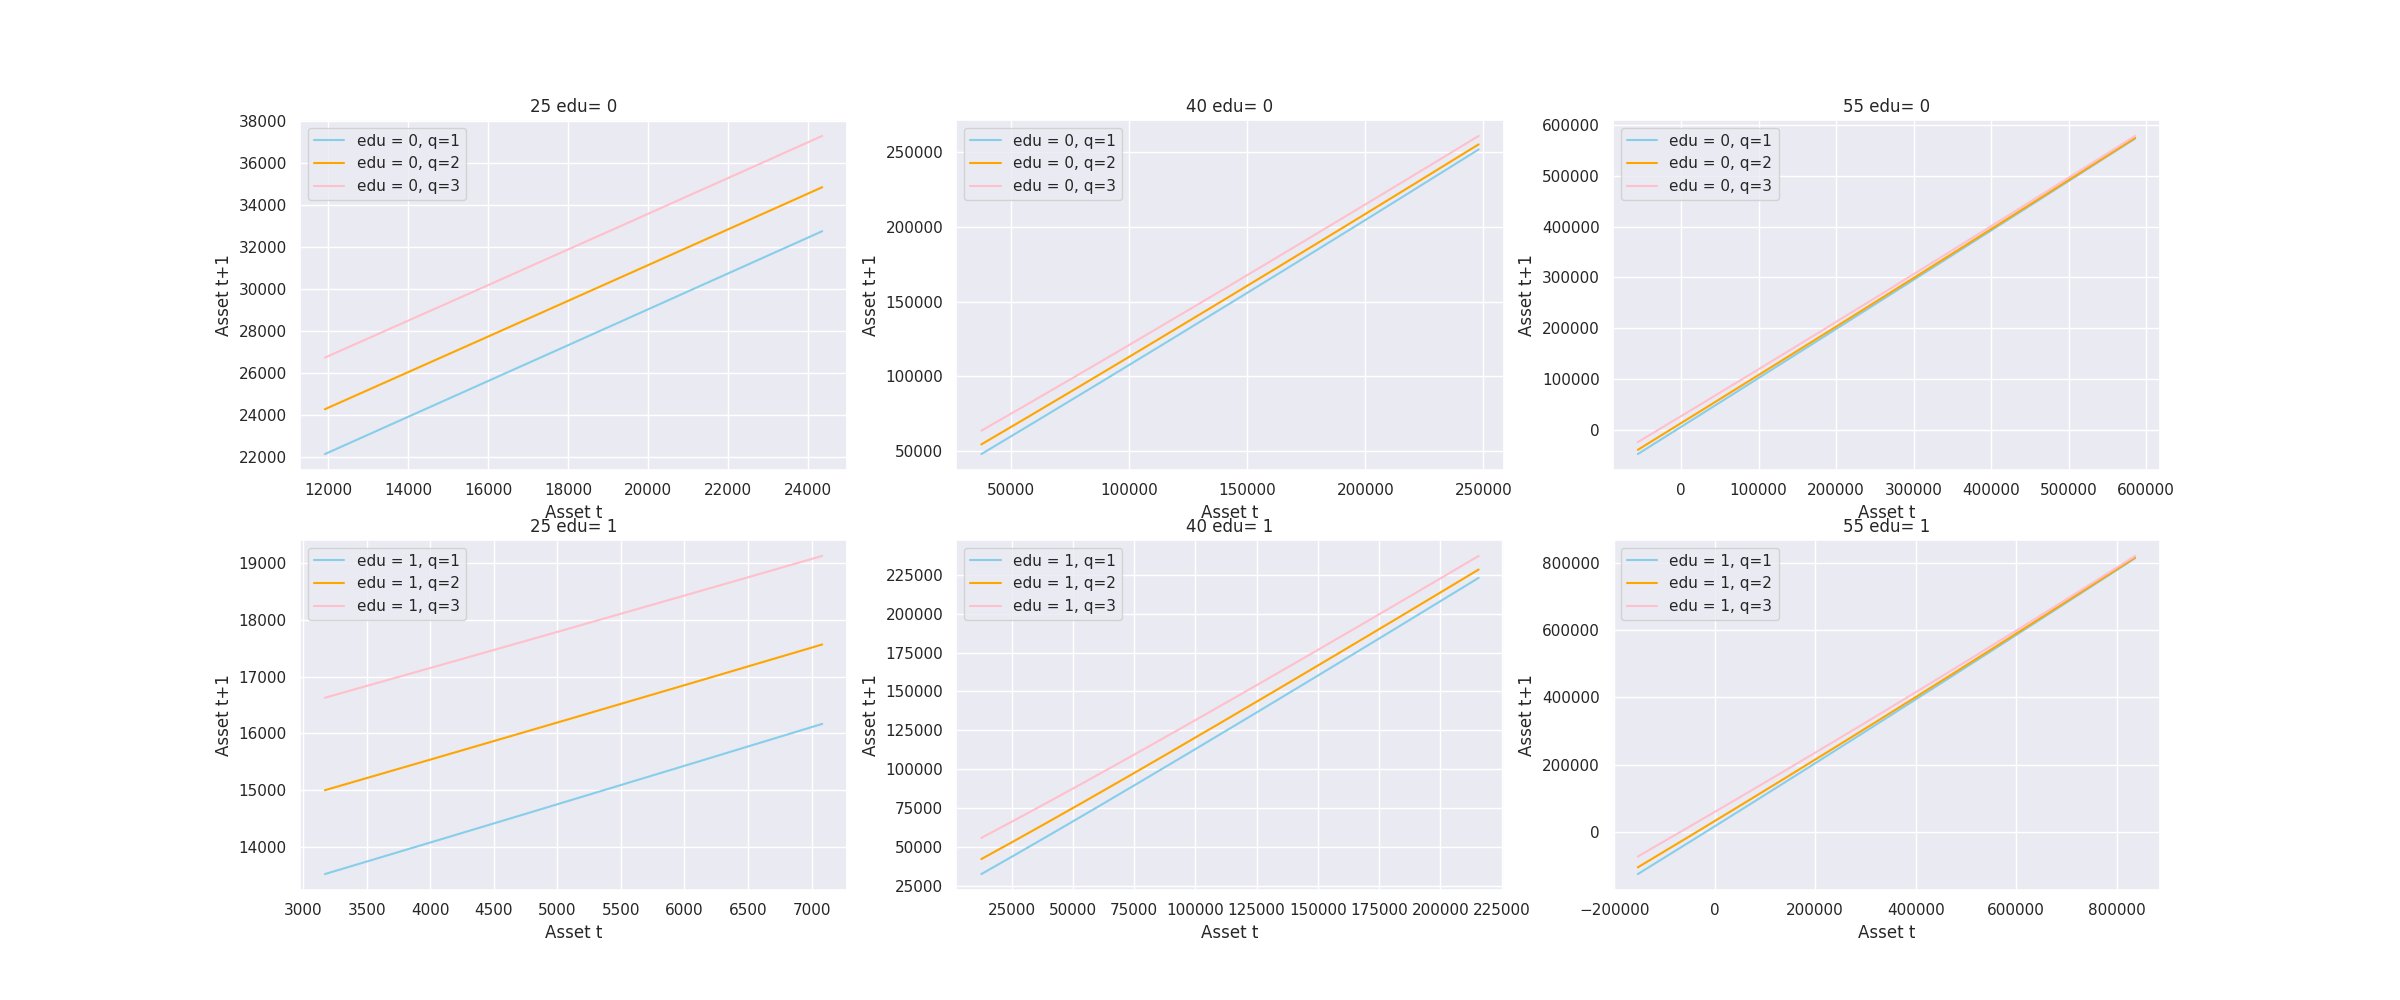 25 edu= 0
Asset t+1
38000
36000
34000
32000
30000
28000
26000
24000
22000
edu = 0, q=1
edu = 0, q=2
edu = 0, q=3
12000 14000 16000 18000 20000 22000 24000
Asset t
40 edu= 0
Asset t+1
250000
200000
150000
100000
50000
edu = 0, q=1
edu = 0, q=2
edu = 0, q=3
50000 100000 150000 200000 250000
Asset t
55 edu= 0
Asset t+1
600000
500000
400000
300000
200000
100000
0
edu = 0, q=1
edu = 0, q=2
edu = 0, q=3
0 100000 200000 300000 400000 500000 600000
Asset t
25 edu= 1
Asset t+1
19000
18000
17000
16000
15000
14000
edu = 1, q=1
edu = 1, q=2
edu = 1, q=3
3000 3500 4000 4500 5000 5500 6000 6500 7000
Asset t
40 edu= 1
Asset t+1
225000
200000
175000
150000
125000
100000
75000
50000
25000
edu = 1, q=1
edu = 1, q=2
edu = 1, q=3
25000 50000 75000 100000 125000 150000 175000 200000 225000
Asset t
55 edu= 1
Asset t+1
800000
600000
400000
200000
0
edu = 1, q=1
edu = 1, q=2
edu = 1, q=3
−200000 0 200000 400000 600000 800000
Asset t